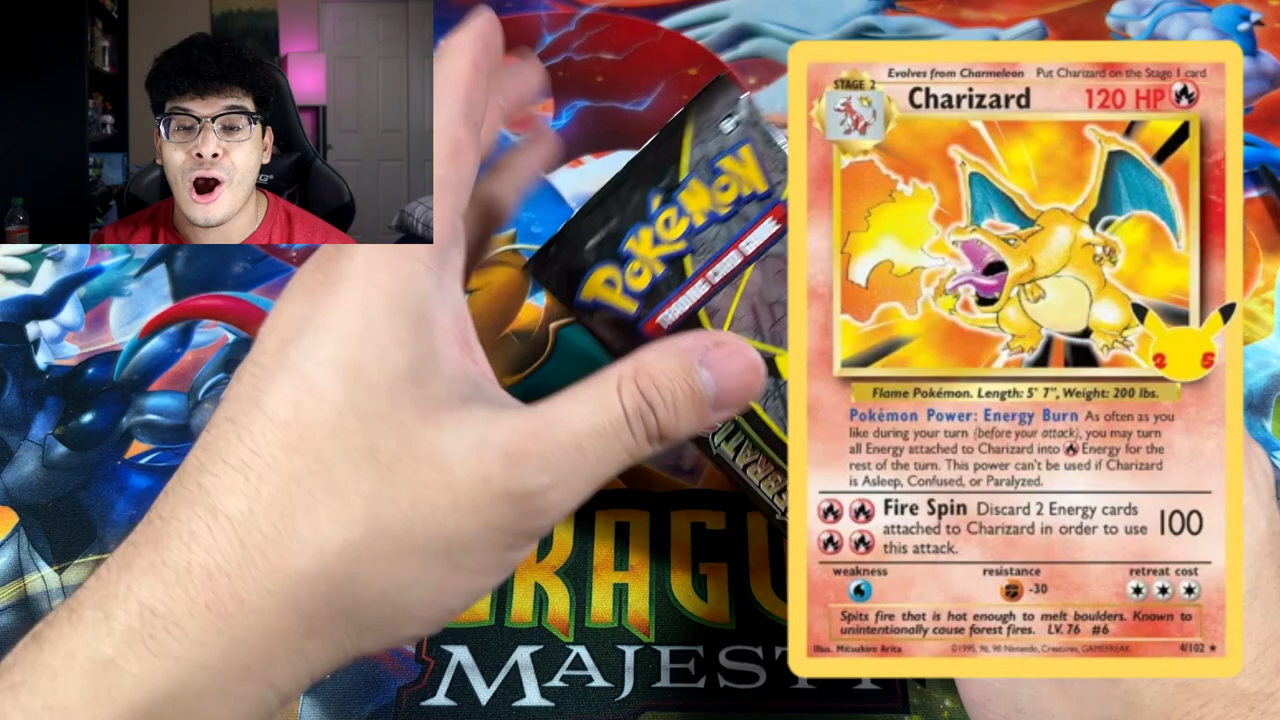 Evolves from Charmeleon Put Charizard on the Stage 1 card
STAGE 2
Charizard 120 HP
2 5
Flame Pokémon. Length: 5' 7", Weight: 200 lbs.
Pokémon Power: Energy Burn As often as you
like during your turn (before your attack), you may turn
all Energy attached to Charizard into Energy for the
rest of the turn. This power can't be used if Charizard
is Asleep, Confused, or Paralyzed.
Fire Spin Discard 2 Energy cards
attached to Charizard in order to use
this attack.
100
weakness resistance retreat cost
-30
Spits fire that is hot enough to melt boulders. Known to
unintentionally cause forest fires. LV. 76 #6
Illus. Mitsuhiro Arita ©1995, 96, 98 Nintendo, Creatures, GAMEFREAK. 4/102 ★
Pokémon
TRADING CARD GAME
DRAGO
MAJEST